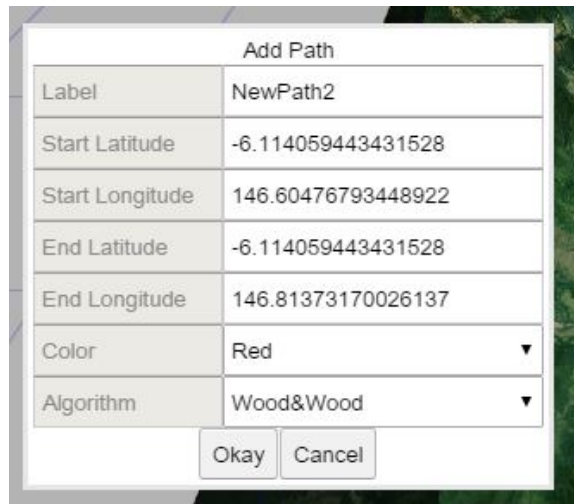 Add Path
Label NewPath2
Start Latitude -6.114059443431528
Start Longitude 146.60476793448922
End Latitude -6.114059443431528
End Longitude 146.81373170026137
Color Red
Algorithm Wood&Wood
Okay Cancel